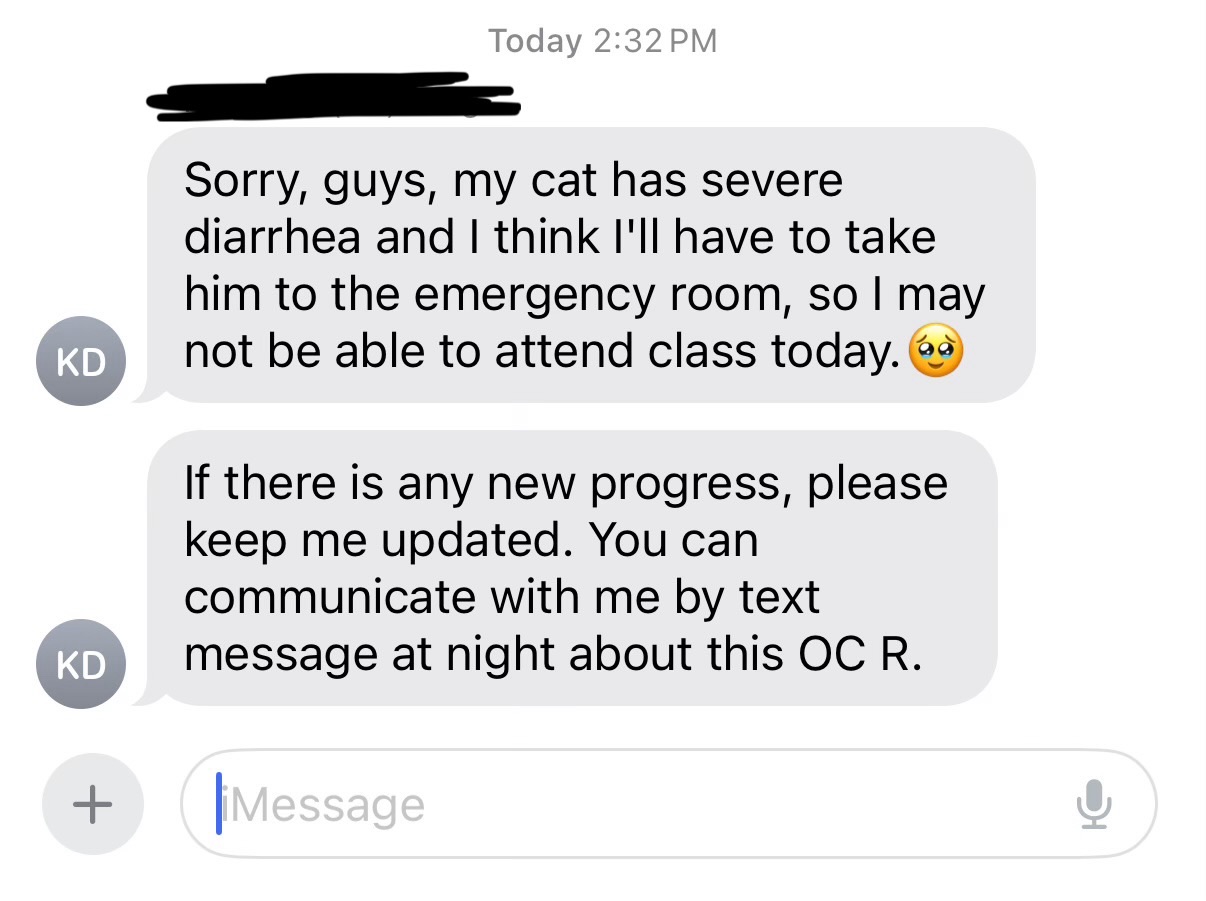 Today 2:32 PM
Sorry, guys, my cat has severe
diarrhea and I think I'll have to take
him to the emergency room, so I may
not be able to attend class today.🥹
KD
If there is any new progress, please
keep me updated. You can
communicate with me by text
message at night about this OC R.
KD
iMessage